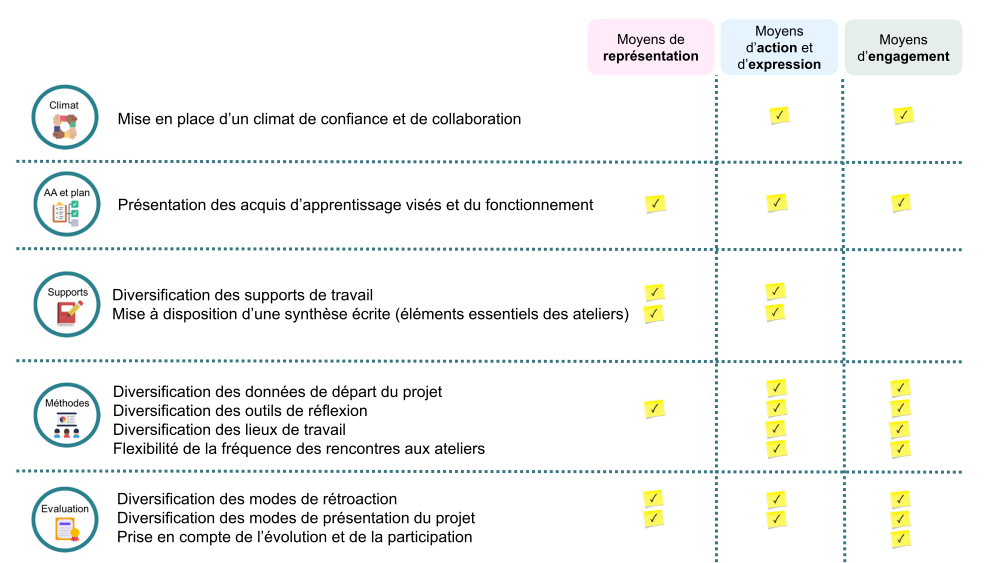 Moyens de
représentation
Moyens
d'action et
d'expression
Moyens
d'engagement
Climat
Mise en place d'un climat de confiance et de collaboration
✓ ✓
AA et plan
Présentation des acquis d'apprentissage visés et du fonctionnement
✓ ✓ ✓
Supports
Diversification des supports de travail
✓ ✓
Mise à disposition d'une synthèse écrite (éléments essentiels des ateliers)
✓ ✓
Méthodes
Diversification des données de départ du projet
✓ ✓
Diversification des outils de réflexion
✓ ✓ ✓
Diversification des lieux de travail
✓ ✓
Flexibilité de la fréquence des rencontres aux ateliers
✓ ✓
Evaluation
Diversification des modes de rétroaction
✓ ✓ ✓
Diversification des modes de présentation du projet
✓ ✓ ✓
Prise en compte de l'évolution et de la participation
✓